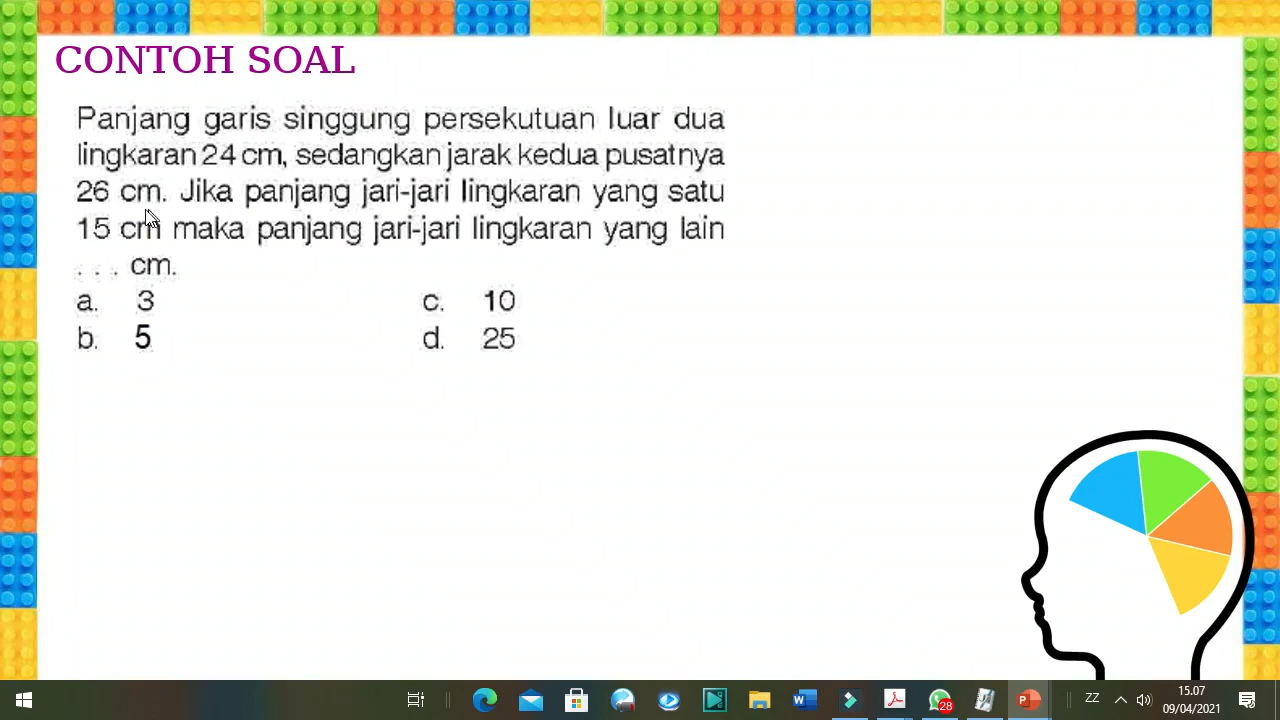 CONTOH SOAL
Panjang garis singgung persekutuan luar dua
lingkaran 24 cm, sedangkan jarak kedua pusatnya
26 cm. Jika panjang jari-jari lingkaran yang satu
15 cm maka panjang jari-jari lingkaran yang lain
. . . cm.
a. 3 c. 10
b. 5 d. 25
28
ZZ
15.07
09/04/2021